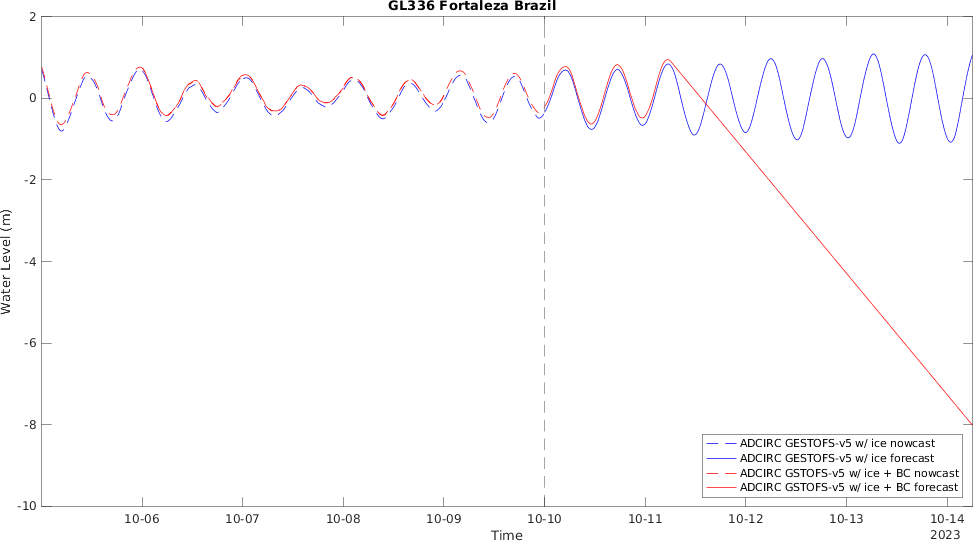 GL336 Fortaleza Brazil
Water Level (m)
2
0
-2
-4
-6
-8
-10
ADCIRC GESTOFS-v5 w/ ice nowcast
ADCIRC GESTOFS-v5 w/ ice forecast
ADCIRC GSTOFS-v5 w/ ice + BC nowcast
ADCIRC GSTOFS-v5 w/ ice + BC forecast
10-06 10-07 10-08 10-09 10-10 10-11 10-12 10-13 10-14
2023
Time